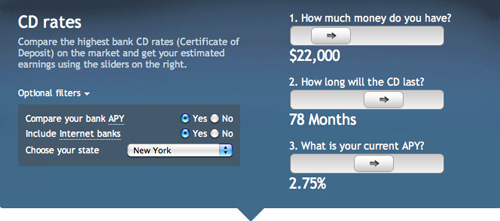 CD rates
Compare the highest bank CD rates (Certificate of
Deposit) on the market and get your estimated
earnings using the sliders on the right.
Optional filters
Compare your bank APY Yes No
Include Internet banks Yes No
Choose your state New York
1. How much money do you have?
$22,000
2. How long will the CD last?
78 Months
3. What is your current APY?
2.75%